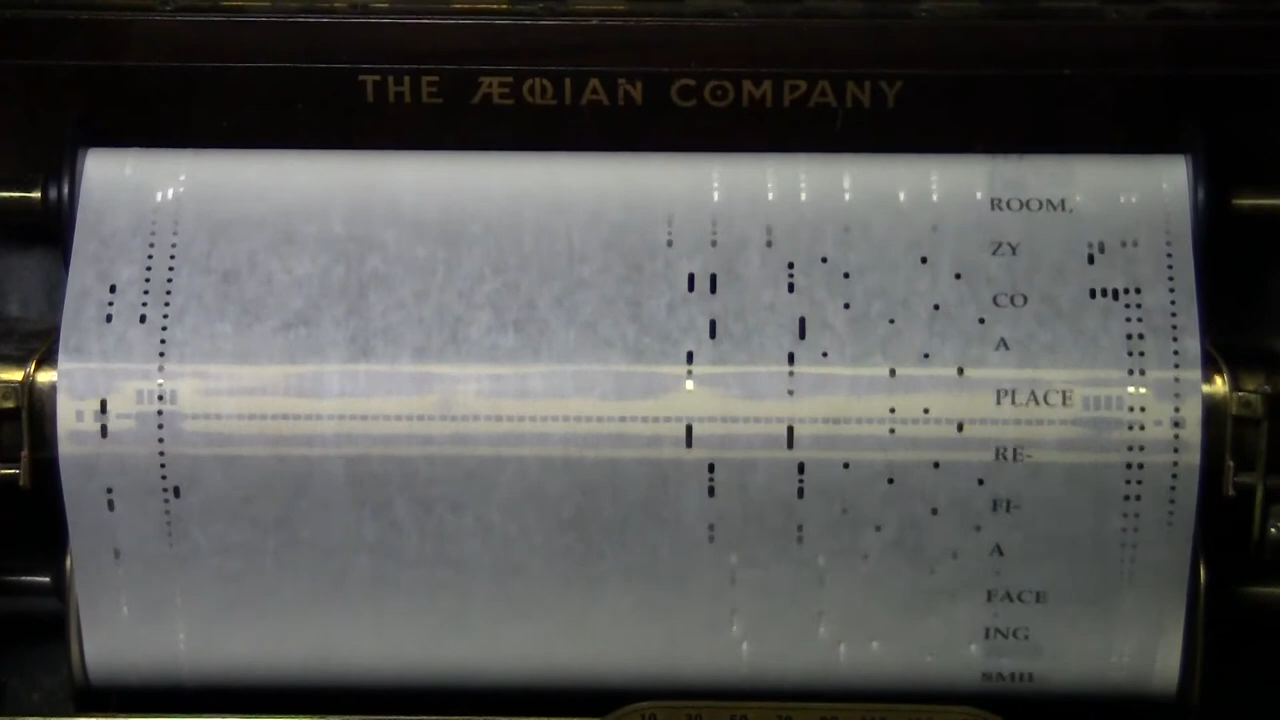 THE ÆOLIAN COMPANY
ROOM,
ZY
CO
A
PLACE
RE-
FI-
A
FACE
ING